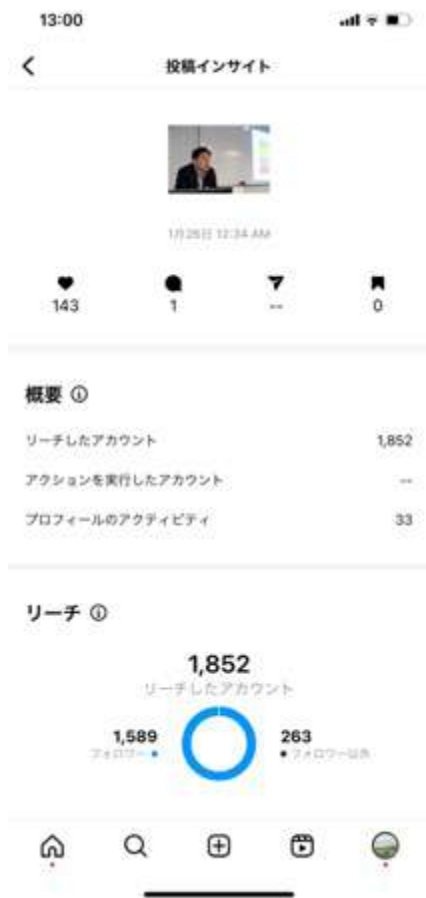 13:00
投稿インサイト
1月26日 12:34 AM
143
1
--
0
概要
リーチしたアカウント
1,852
アクションを実行したアカウント
--
プロフィールのアクティビティ
33
リーチ
1,852
リーチしたアカウント
1,589
フォロワー
263
フォロワー以外